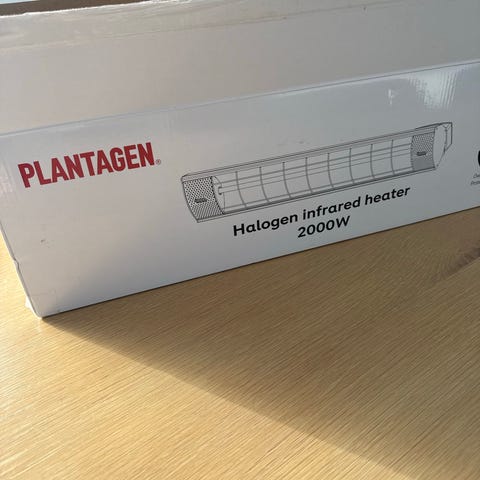 PLANTAGEN®
Halogen infrared heater
2000W